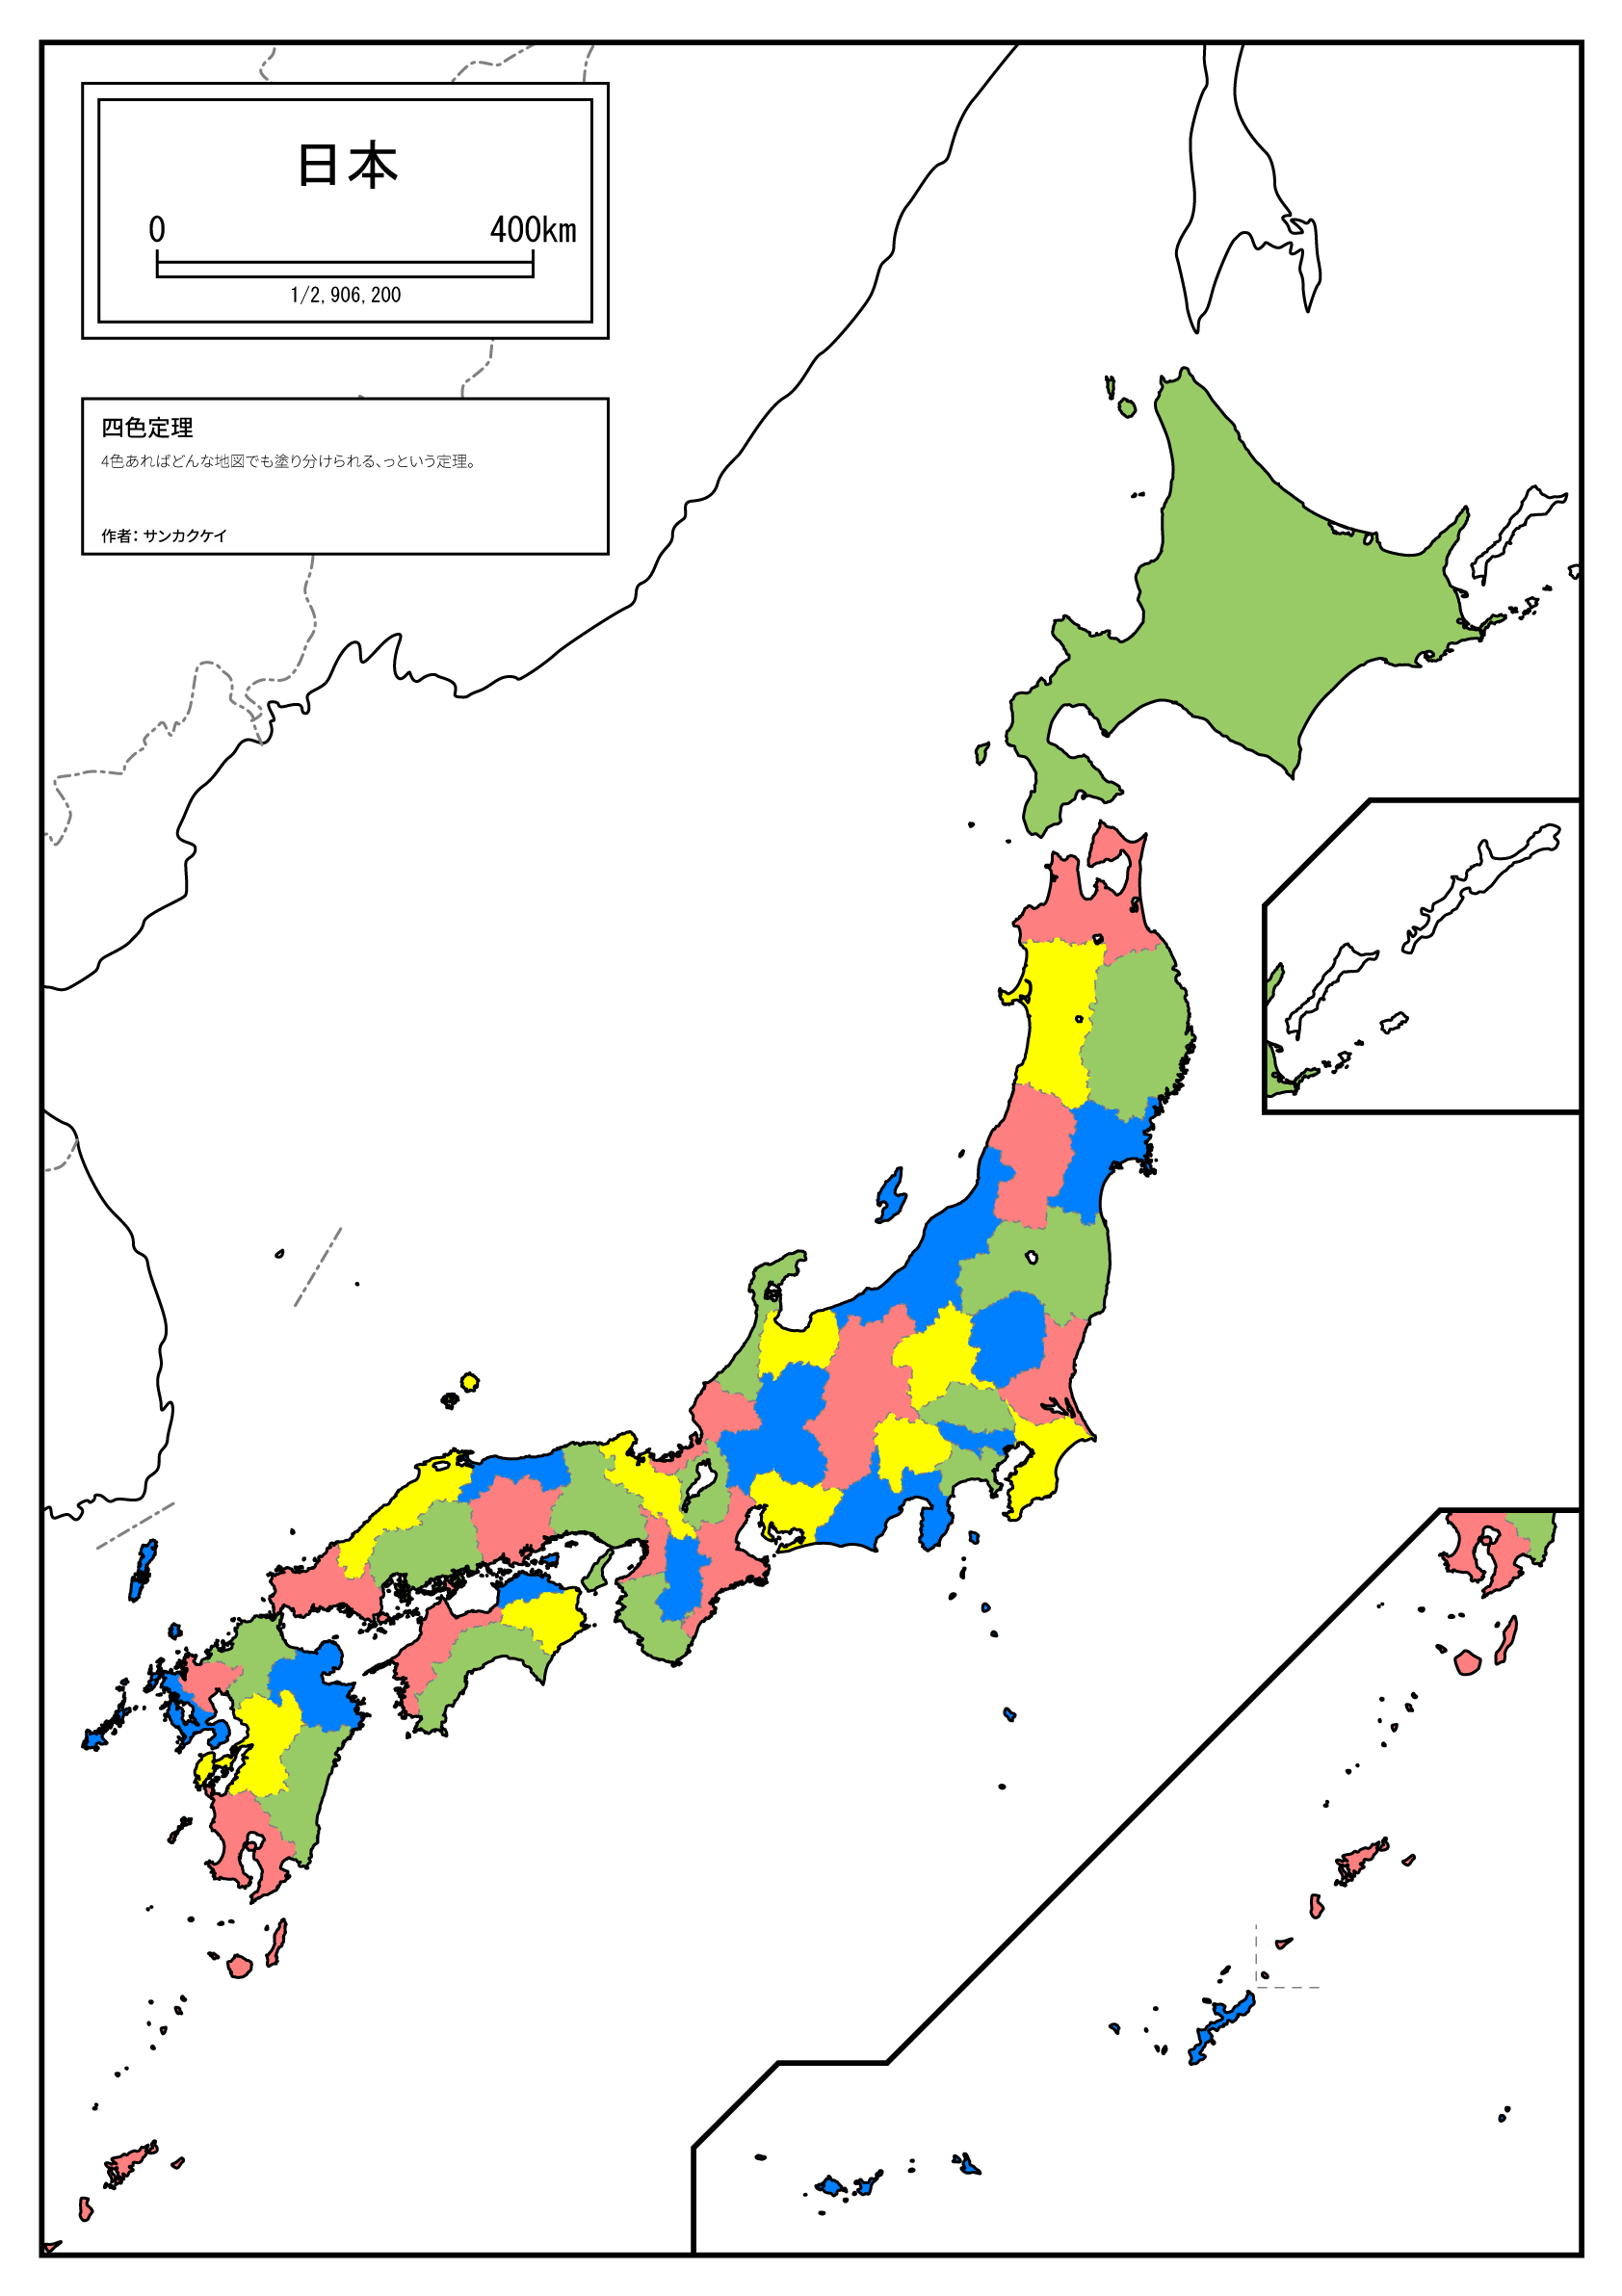 日本
0 400km
1/2,906,200
四色定理
4色あればどんな地図でも塗り分けられる、っという定理。
作者：サンカクケイ